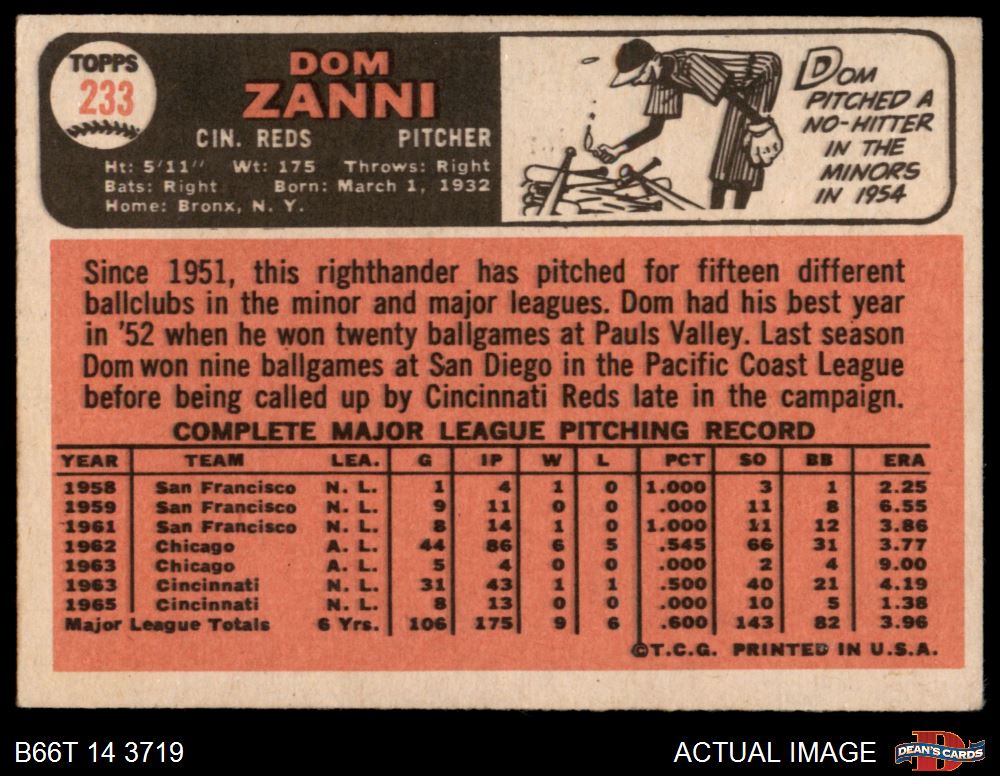 TOPPS
233
DOM
ZANNI
CIN. REDS PITCHER
Ht: 5'11" Wt: 175 Throws: Right
Bats: Right Born: March 1, 1932
Home: Bronx, N. Y.
DOM
PITCHED A
NO-HITTER
IN THE
MINORS
IN 1954
Since 1951, this righthander has pitched for fifteen different
ballclubs in the minor and major leagues. Dom had his best year
in '52 when he won twenty ballgames at Pauls Valley. Last season
Dom won nine ballgames at San Diego in the Pacific Coast League
before being called up by Cincinnati Reds late in the campaign.
COMPLETE MAJOR LEAGUE PITCHING RECORD
YEAR TEAM LEA. G IP W L PCT SO BB ERA
1958 San Francisco N. L. 1 4 1 0 1.000 3 1 2.25
1959 San Francisco N. L. 9 11 0 0 .000 11 8 6.55
1961 San Francisco N. L. 8 14 1 0 1.000 11 12 3.86
1962 Chicago A. L. 44 86 6 5 .545 66 31 3.77
1963 Chicago A. L. 5 4 0 0 .000 2 4 9.00
1963 Cincinnati N. L. 31 43 1 1 .500 40 21 4.19
1965 Cincinnati N. L. 8 13 0 0 .000 10 5 1.38
Major League Totals 6 Yrs. 106 175 9 6 .600 143 82 3.96
©T.C.G. PRINTED IN U.S.A.
B66T 14 3719 ACTUAL IMAGE DEAN'S CARDS